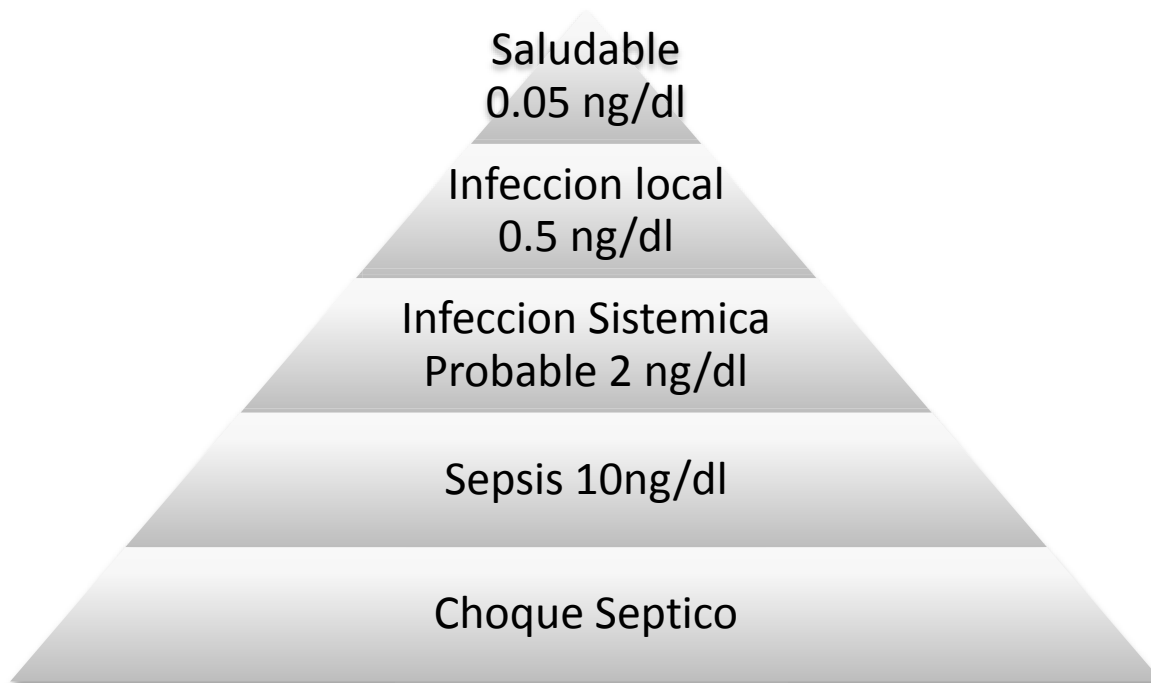 Saludable
0.05 ng/dl
Infeccion local
0.5 ng/dl
Infeccion Sistemica
Probable 2 ng/dl
Sepsis 10ng/dl
Choque Septico